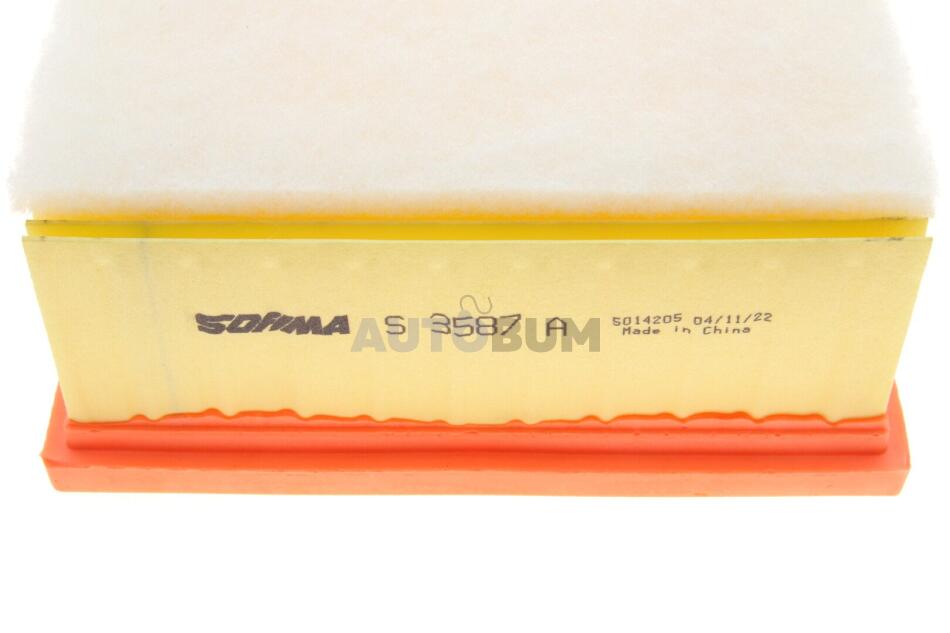 SOFIMA S 3587 A 5014205 04/11/22
Made in China
AUTOBUM